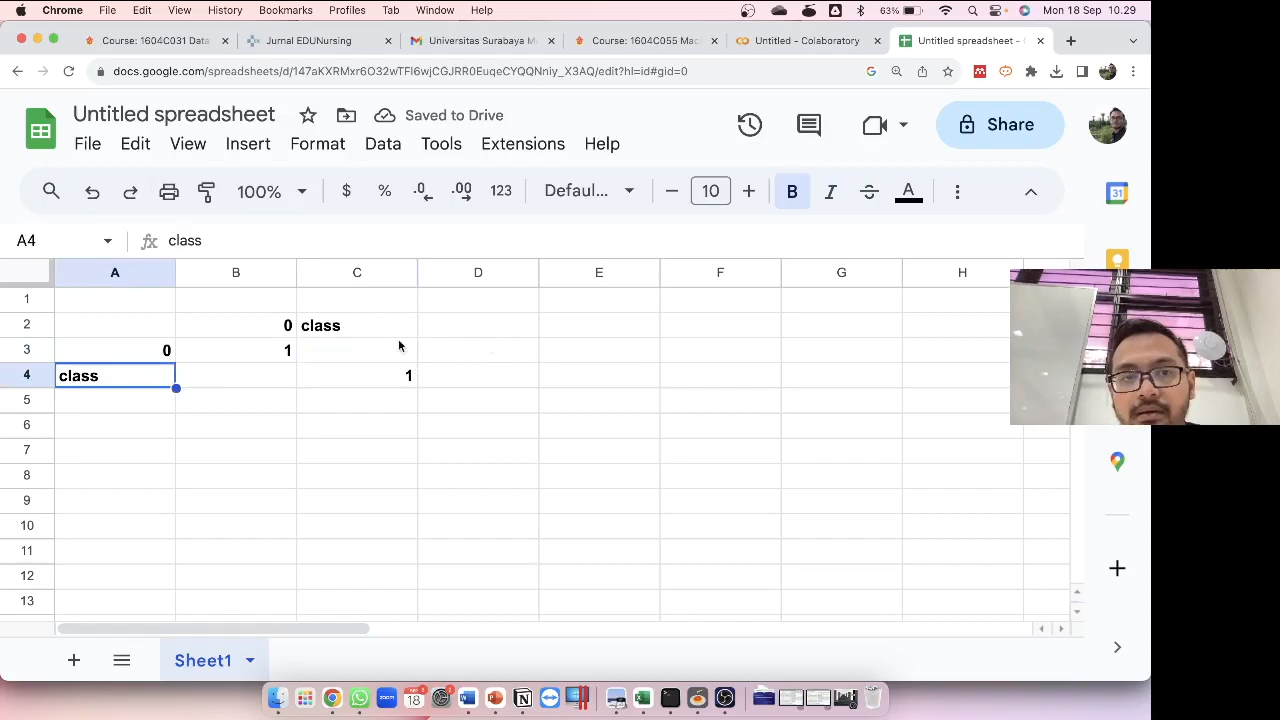 Chrome File Edit View History Bookmarks Profiles Tab Window Help 63% Mon 18 Sep 10.29
Course: 1604C031 Data Jurnal EDUNursing Universitas Surabaya M Course: 1604C055 Mac Untitled - Colaboratory Untitled spreadsheet -
docs.google.com/spreadsheets/d/147aKXRMxr6O32wTFl6wjCGJRR0EuqeCYQQNniy_X3AQ/edit?hl=id#gid=0
Untitled spreadsheet Saved to Drive
Share
File Edit View Insert Format Data Tools Extensions Help
100% $ % .0 .00 123 Defaul... 10 B I A
31
A4 fx class
A B C D E F G H
1
2 0 class
3 0 1
4 class 1
5
6
7
8
9
10
11
12
13
Sheet1
zoom 18